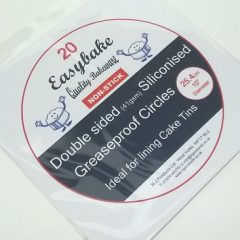 20
Easybake
Quality Bakeware
NON-STICK
25.4cm
10"
Diameter
Double sided (41gsm) Siliconised
Greaseproof Circles
Ideal for lining Cake Tins